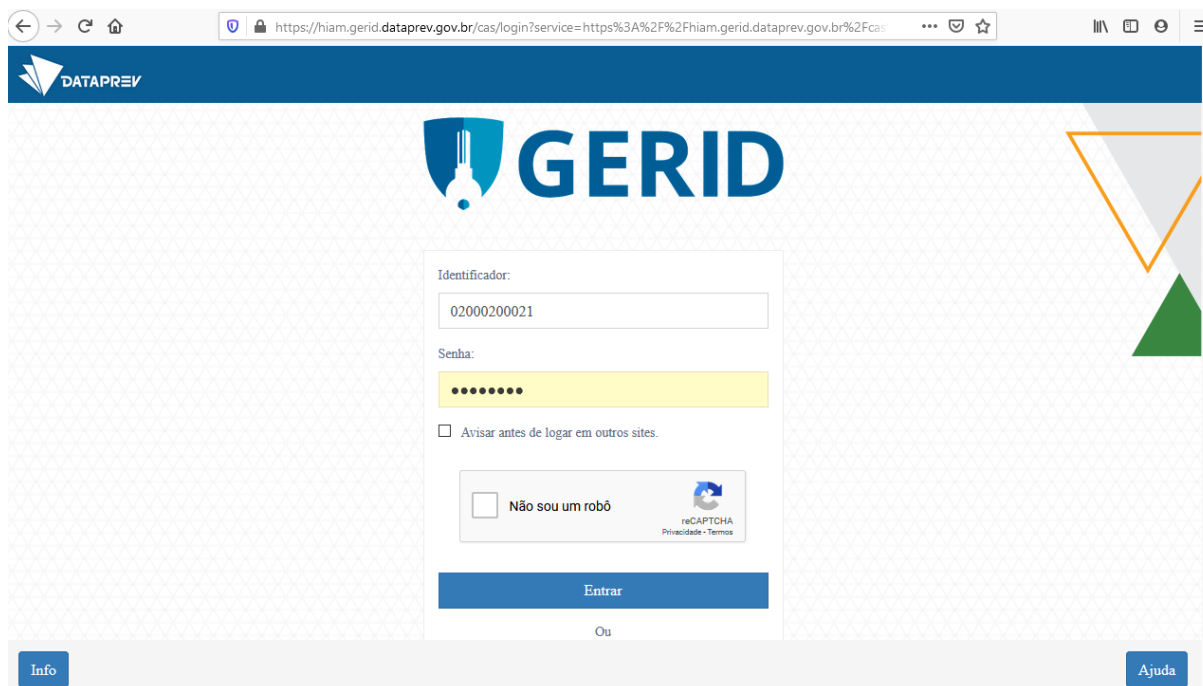 https://hiam.gerid.dataprev.gov.br/cas/login?service=https%3A%2F%2Fhiam.gerid.dataprev.gov.br%2Fcas
DATAPREV
GERID
Identificador:
02000200021
Senha:
••••••••
Avisar antes de logar em outros sites.
Não sou um robô
reCAPTCHA
Privacidade - Termos
Entrar
Ou
Info
Ajuda